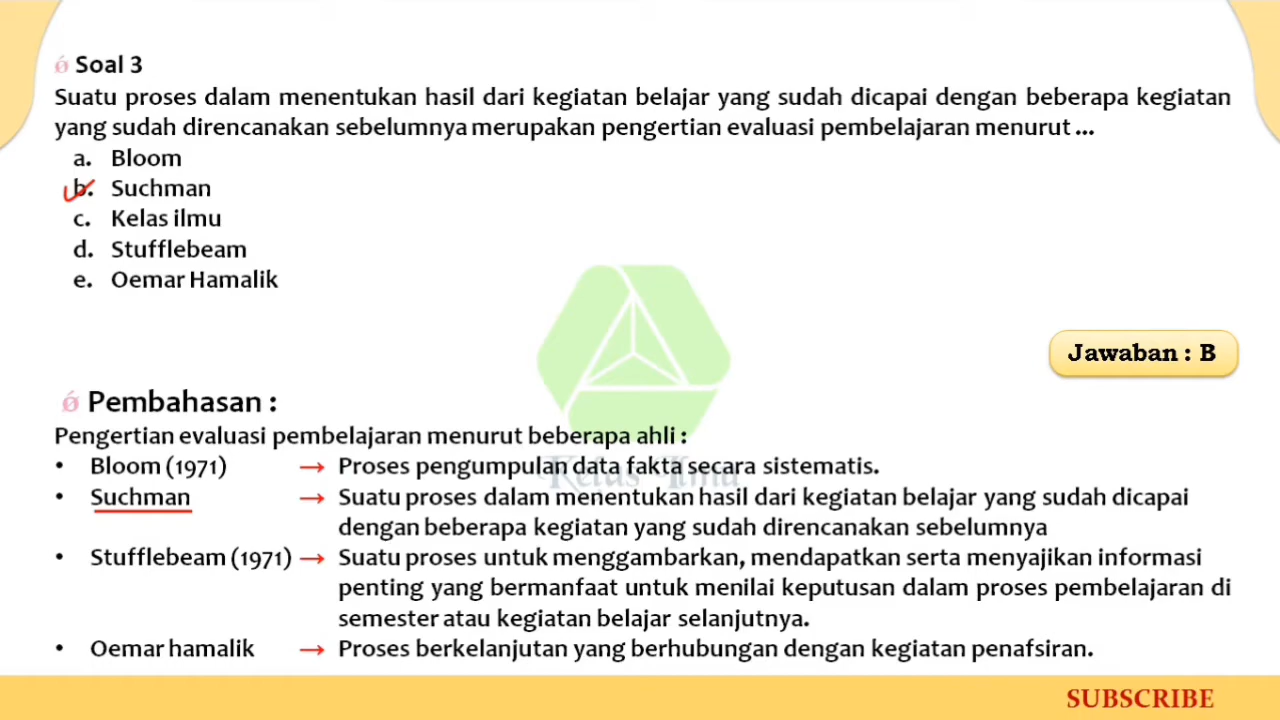 ǿ Soal 3
Suatu proses dalam menentukan hasil dari kegiatan belajar yang sudah dicapai dengan beberapa kegiatan
yang sudah direncanakan sebelumnya merupakan pengertian evaluasi pembelajaran menurut ...
a. Bloom
b. Suchman
c. Kelas ilmu
d. Stufflebeam
e. Oemar Hamalik
Jawaban : B
ǿ Pembahasan :
Pengertian evaluasi pembelajaran menurut beberapa ahli :
• Bloom (1971) → Proses pengumpulan data fakta secara sistematis.
• Suchman → Suatu proses dalam menentukan hasil dari kegiatan belajar yang sudah dicapai
dengan beberapa kegiatan yang sudah direncanakan sebelumnya
• Stufflebeam (1971) → Suatu proses untuk menggambarkan, mendapatkan serta menyajikan informasi
penting yang bermanfaat untuk menilai keputusan dalam proses pembelajaran di
semester atau kegiatan belajar selanjutnya.
• Oemar hamalik → Proses berkelanjutan yang berhubungan dengan kegiatan penafsiran.
Kelas Ilmu
SUBSCRIBE